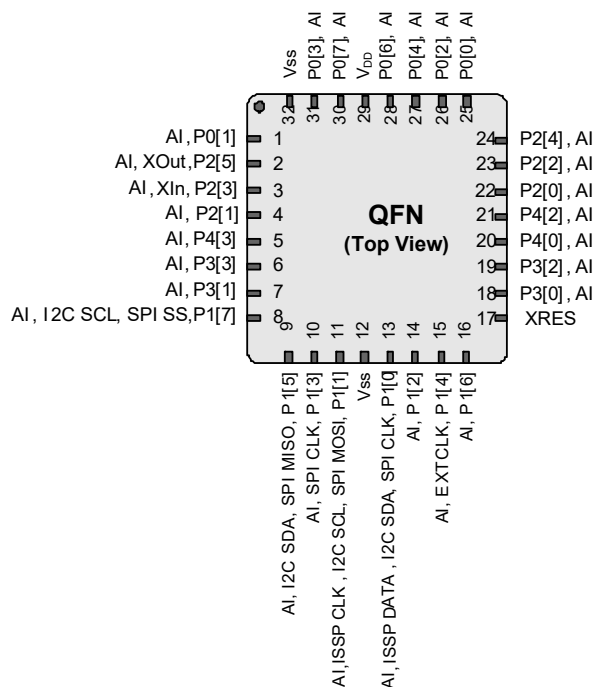 Vss
P0[3], AI
P0[7], AI
VDD
P0[6], AI
P0[4], AI
P0[2], AI
P0[0], AI
32
31
30
29
28
27
26
25
AI, P0[1]
1
AI, XOut, P2[5]
2
AI, XIn, P2[3]
3
AI, P2[1]
4
AI, P4[3]
5
AI, P3[3]
6
AI, P3[1]
7
AI, I2C SCL, SPI SS, P1[7]
8
QFN
(Top View)
24
P2[4], AI
23
P2[2], AI
22
P2[0], AI
21
P4[2], AI
20
P4[0], AI
19
P3[2], AI
18
P3[0], AI
17
XRES
9
10
11
12
13
14
15
16
AI, I2C SDA, SPI MISO, P1[5]
AI, SPI CLK, P1[3]
AI,ISSP CLK, I2C SCL, SPI MOSI, P1[1]
Vss
AI,ISSP DATA, I2C SDA, SPI CLK, P1[0]
AI, P1[2]
AI, EXTCLK, P1[4]
AI, P1[6]